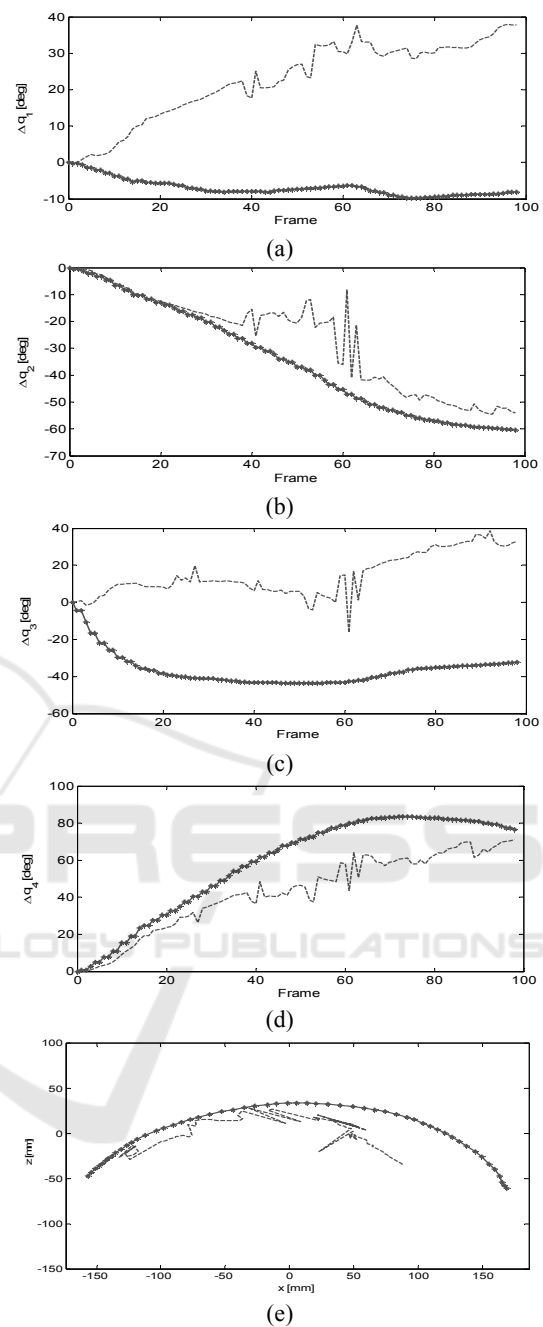 40
30
20
10
0
-10
Δq1 [deg]
0 20 40 60 80 100
Frame
(a)
0
-10
-20
-30
-40
-50
-60
-70
Δq2 [deg]
0 20 40 60 80 100
Frame
(b)
40
20
0
-20
-40
-60
Δq3 [deg]
0 20 40 60 80 100
Frame
(c)
100
80
60
40
20
0
Δq4 [deg]
0 20 40 60 80 100
Frame
PRESS
LOGY PUBLICATIONS
(d)
100
50
0
-50
-100
-150
z [mm]
-150 -100 -50 0 50 100 150
x [mm]
(e)